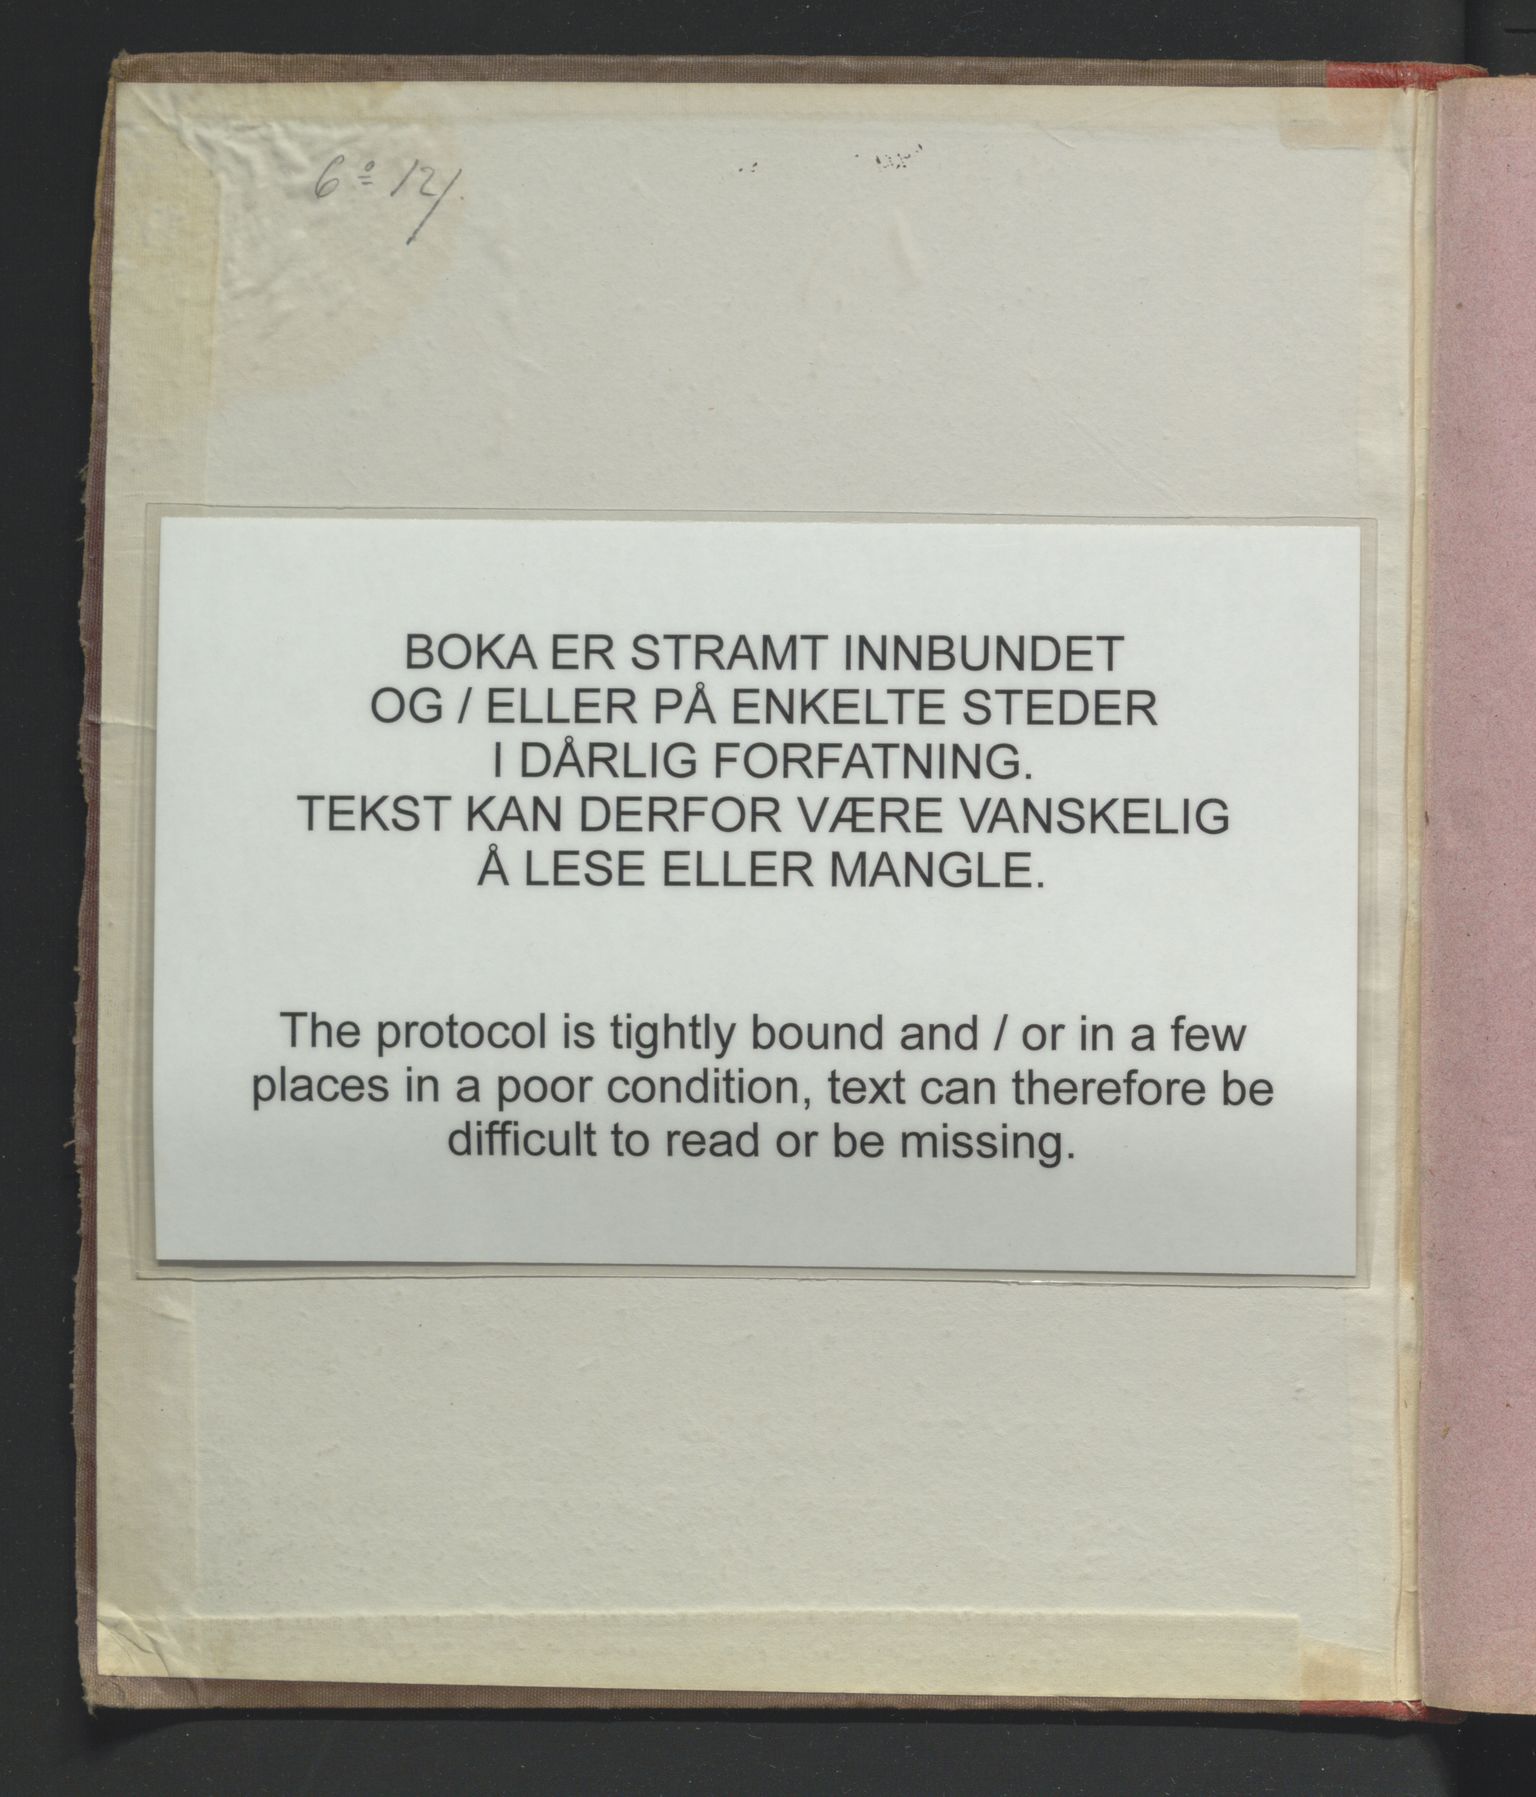 6º 12/.
BOKA ER STRAMT INNBUNDET
OG / ELLER PÅ ENKELTE STEDER
I DÅRLIG FORFATNING.
TEKST KAN DERFOR VÆRE VANSKELIG
Å LESE ELLER MANGLE.
The protocol is tightly bound and / or in a few
places in a poor condition, text can therefore be
difficult to read or be missing.